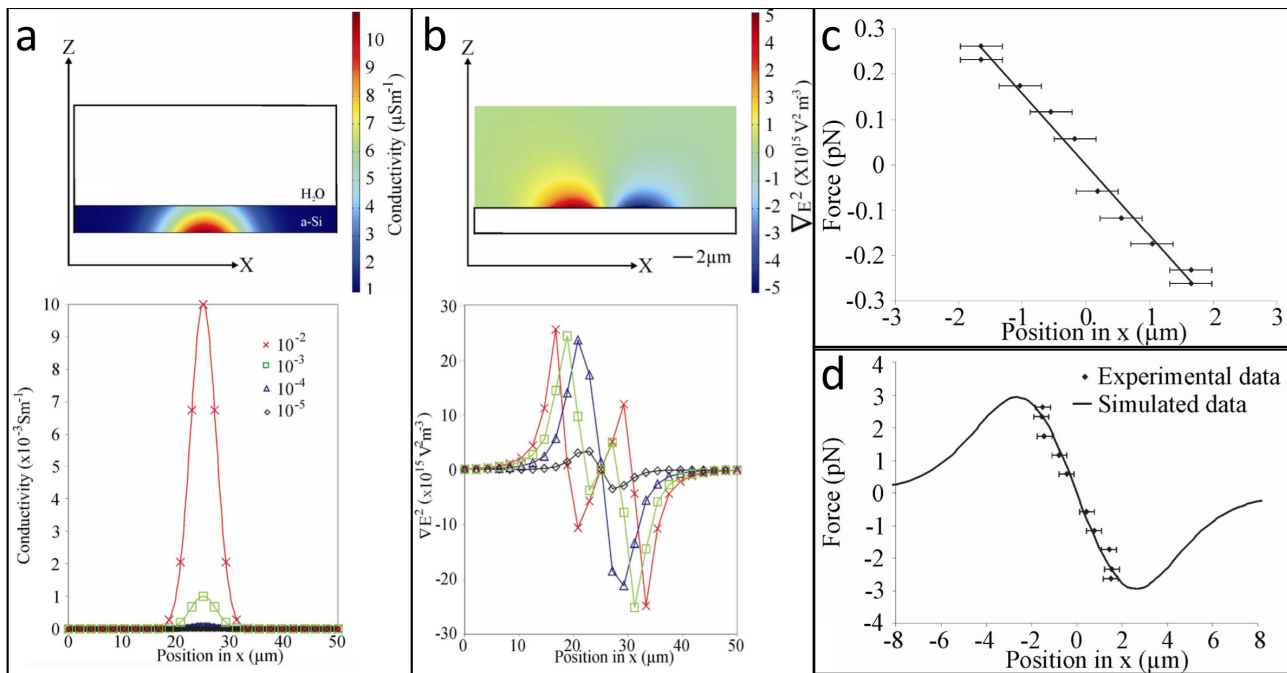 a
Z
10
9
8
7
6
5
4
3
2
1
Conductivity (µSm⁻¹)
H₂O
a-Si
X
10
9
8
7
6
5
4
3
2
1
0
Conductivity (x10⁻³Sm⁻¹)
10⁻²
10⁻³
10⁻⁴
10⁻⁵
0 10 20 30 40 50
Position in x (µm)
b
Z
5
4
3
2
1
0
-1
-2
-3
-4
-5
∇E² (X10¹⁵V²m⁻³)
2µm
X
30
20
10
0
-10
-20
-30
∇E² (x10¹⁵V²m⁻³)
0 10 20 30 40 50
Position in x (µm)
c
0.3
0.2
0.1
0
-0.1
-0.2
-0.3
Force (pN)
-3 -2 -1 0 1 2 3
Position in x (µm)
d
4
3
2
1
0
-1
-2
-3
-4
Force (pN)
Experimental data
Simulated data
-8 -6 -4 -2 0 2 4 6 8
Position in x (µm)